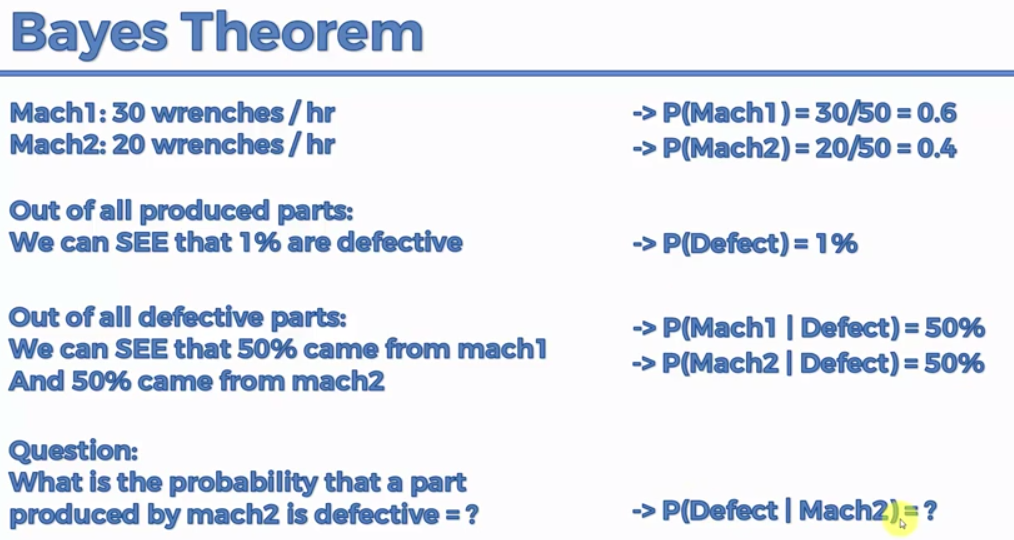 Bayes Theorem
Mach1: 30 wrenches / hr
-> P(Mach1) = 30/50 = 0.6
Mach2: 20 wrenches / hr
-> P(Mach2) = 20/50 = 0.4
Out of all produced parts:
We can SEE that 1% are defective
-> P(Defect) = 1%
Out of all defective parts:
We can SEE that 50% came from mach1
And 50% came from mach2
-> P(Mach1 | Defect) = 50%
-> P(Mach2 | Defect) = 50%
Question:
What is the probability that a part
produced by mach2 is defective = ?
-> P(Defect | Mach2) = ?